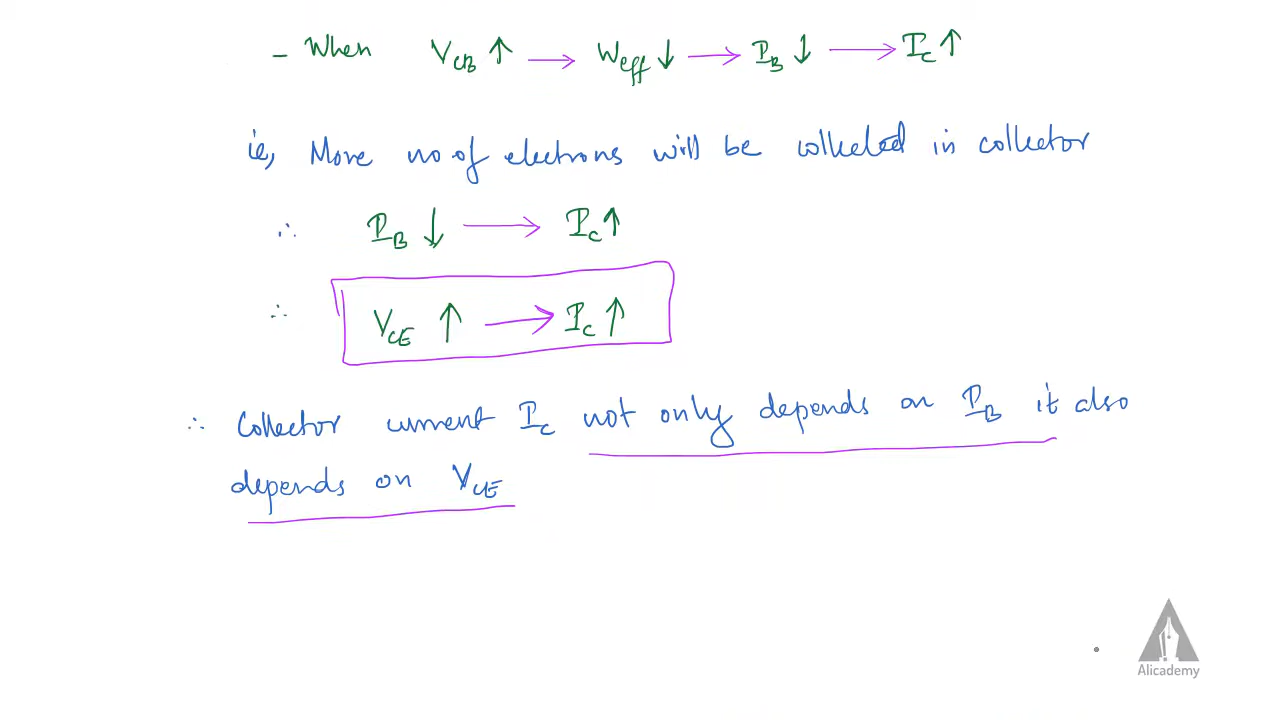 - When V_CB ↑ → W_eff ↓ → I_B ↓ → I_C ↑
ie, More no of electrons will be collected in collector
∴ I_B ↓ → I_C ↑
∴ V_CE ↑ → I_C ↑
∴ Collector current I_C not only depends on I_B it also
depends on V_CE
Alicademy